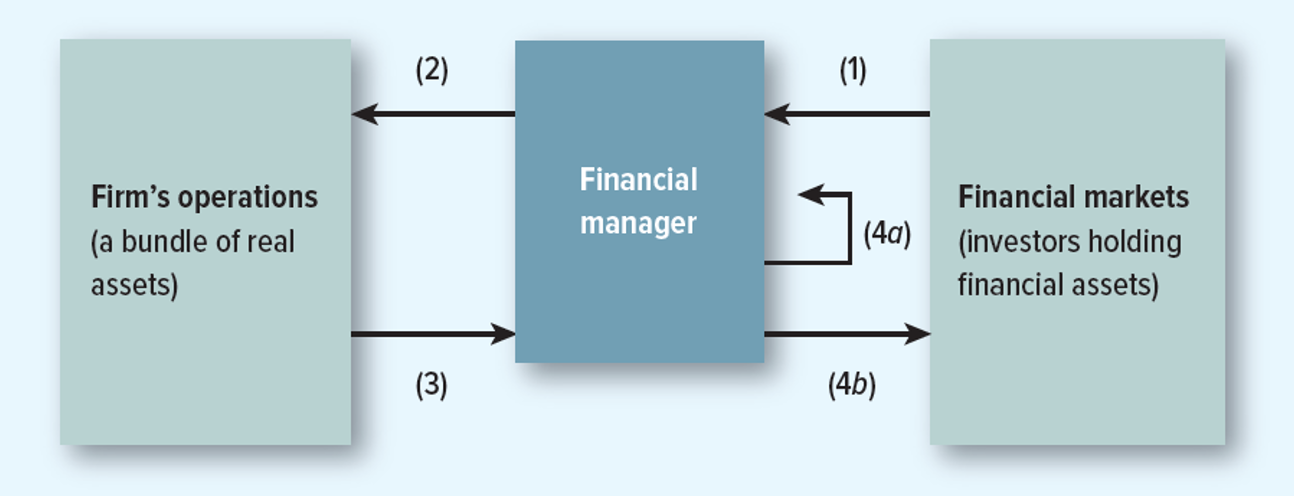 (2)
(1)
Firm’s operations
(a bundle of real
assets)
Financial
manager
(4a)
Financial markets
(investors holding
financial assets)
(3)
(4b)